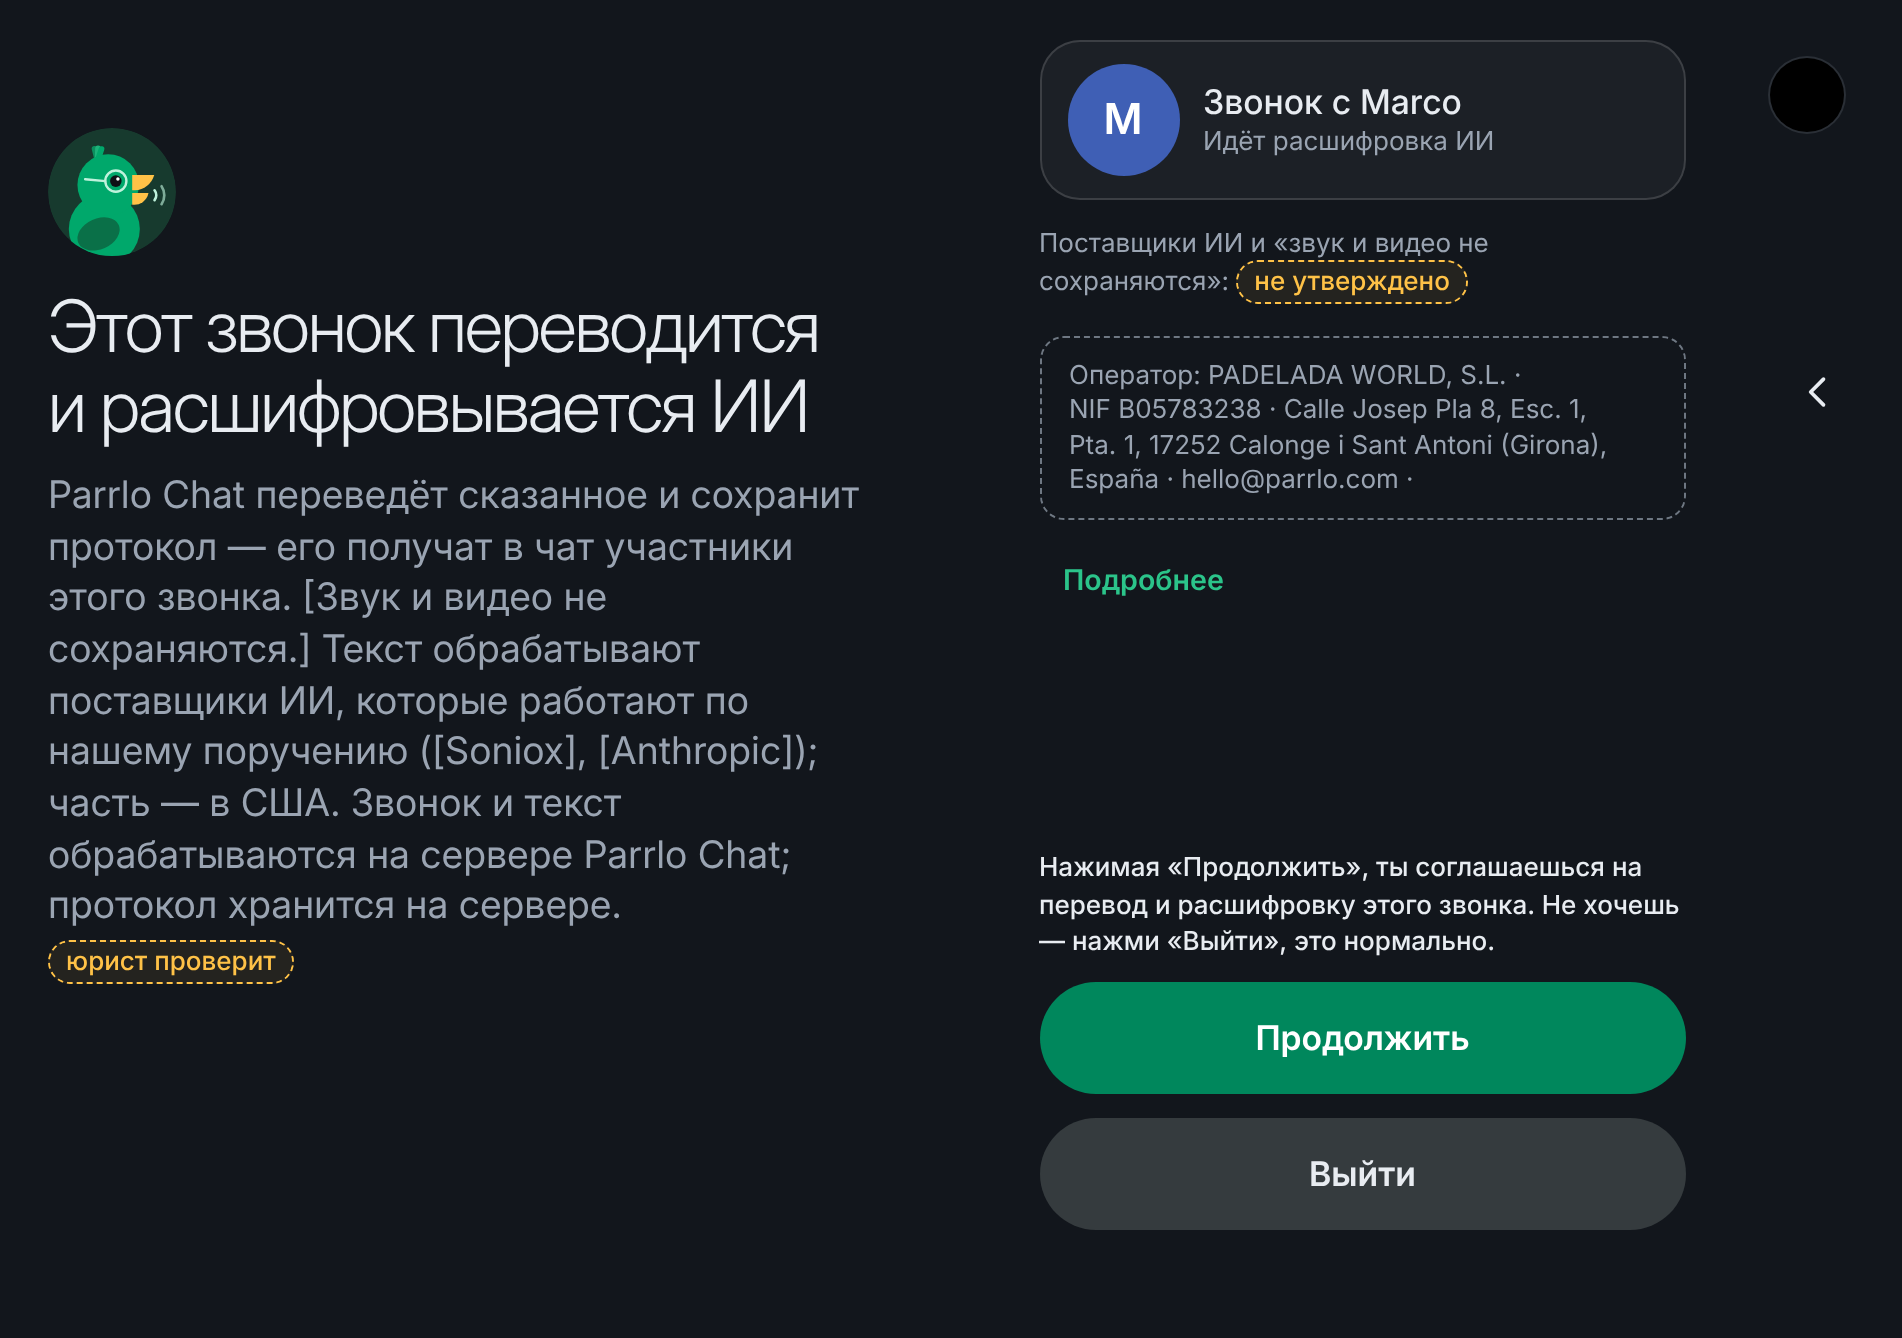 Этот звонок переводится
и расшифровывается ИИ
Parrlo Chat переведёт сказанное и сохранит
протокол — его получат в чат участники
этого звонка. [Звук и видео не
сохраняются.] Текст обрабатывают
поставщики ИИ, которые работают по
нашему поручению ([Soniox], [Anthropic]);
часть — в США. Звонок и текст
обрабатываются на сервере Parrlo Chat;
протокол хранится на сервере.
юрист проверит
M
Звонок с Marco
Идёт расшифровка ИИ
Поставщики ИИ и «звук и видео не
сохраняются»: не утверждено
Оператор: PADELADA WORLD, S.L. ·
NIF B05783238 · Calle Josep Pla 8, Esc. 1,
Pta. 1, 17252 Calonge i Sant Antoni (Girona),
España · hello@parrlo.com ·
Подробнее
Нажимая «Продолжить», ты соглашаешься на
перевод и расшифровку этого звонка. Не хочешь
— нажми «Выйти», это нормально.
Продолжить
Выйти